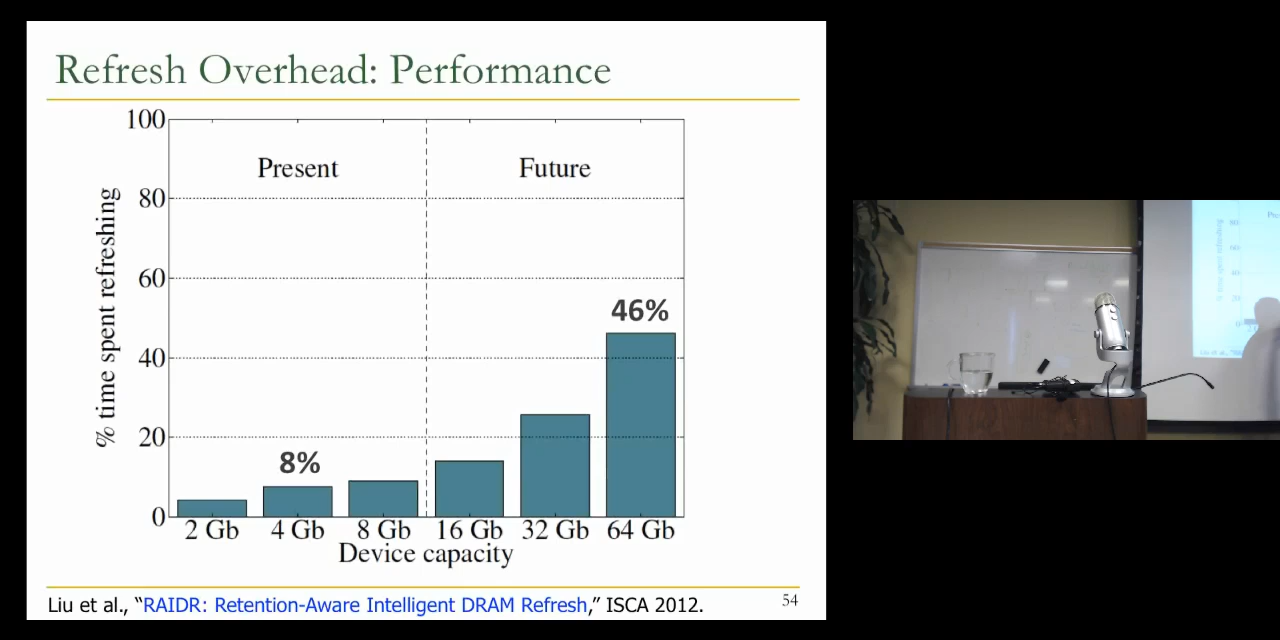 Refresh Overhead: Performance
100
80
60
40
20
0
% time spent refreshing
Present
Future
8%
46%
2 Gb
4 Gb
8 Gb
16 Gb
32 Gb
64 Gb
Device capacity
Liu et al., “RAIDR: Retention-Aware Intelligent DRAM Refresh,” ISCA 2012.
54